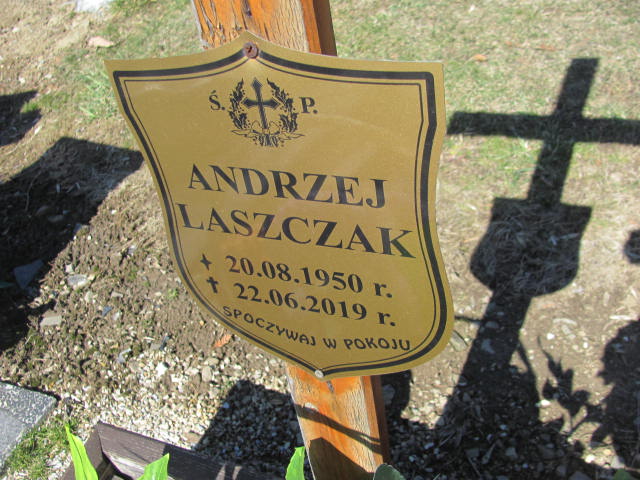 Ś. P.
ANDRZEJ
LASZCZAK
20.08.1950 r.
22.06.2019 r.
SPOCZYWAJ W POKOJU